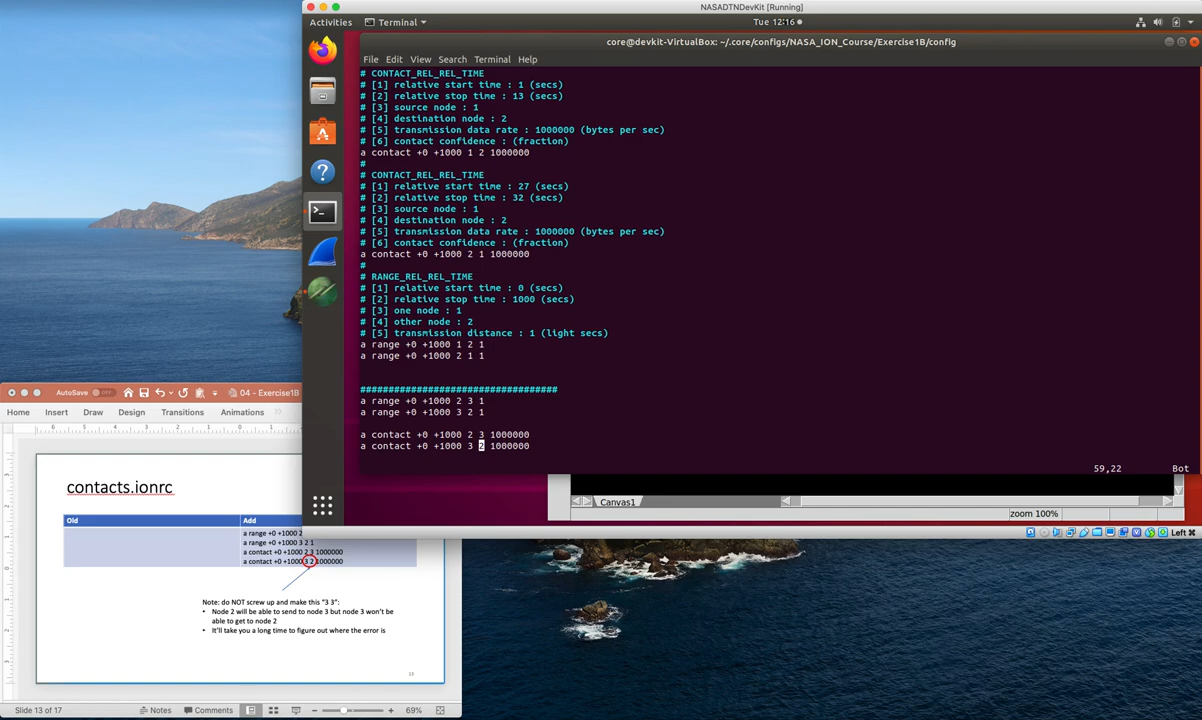 NASADTNDevKit [Running]
Activities
Terminal
Tue 12:16
core@devkit-VirtualBox: ~/.core/configs/NASA_ION_Course/Exercise1B/config
File Edit View Search Terminal Help
# CONTACT_REL_REL_TIME
# [1] relative start time : 1 (secs)
# [2] relative stop time : 13 (secs)
# [3] source node : 1
# [4] destination node : 2
# [5] transmission data rate : 1000000 (bytes per sec)
# [6] contact confidence : (fraction)
a contact +0 +1000 1 2 1000000
#
# CONTACT_REL_REL_TIME
# [1] relative start time : 27 (secs)
# [2] relative stop time : 32 (secs)
# [3] source node : 1
# [4] destination node : 2
# [5] transmission data rate : 1000000 (bytes per sec)
# [6] contact confidence : (fraction)
a contact +0 +1000 2 1 1000000
#
# RANGE_REL_REL_TIME
# [1] relative start time : 0 (secs)
# [2] relative stop time : 1000 (secs)
# [3] one node : 1
# [4] other node : 2
# [5] transmission distance : 1 (light secs)
a range +0 +1000 1 2 1
a range +0 +1000 2 1 1
###################################
a range +0 +1000 2 3 1
a range +0 +1000 3 2 1
a contact +0 +1000 2 3 1000000
a contact +0 +1000 3 2 1000000
59,22
Bot
Canvas1
zoom 100%
Left ⌘
AutoSave
OFF
04 - Exercise1B
Home Insert Draw Design Transitions Animations
contacts.ionrc
Old
Add
a range +0 +1000 2
a range +0 +1000 3 2 1
a contact +0 +1000 2 3 1000000
a contact +0 +1000 3 2 1000000
Note: do NOT screw up and make this "3 3":
• Node 2 will be able to send to node 3 but node 3 won't be
able to get to node 2
• It'll take you a long time to figure out where the error is
Slide 13 of 17
Notes
Comments
69%